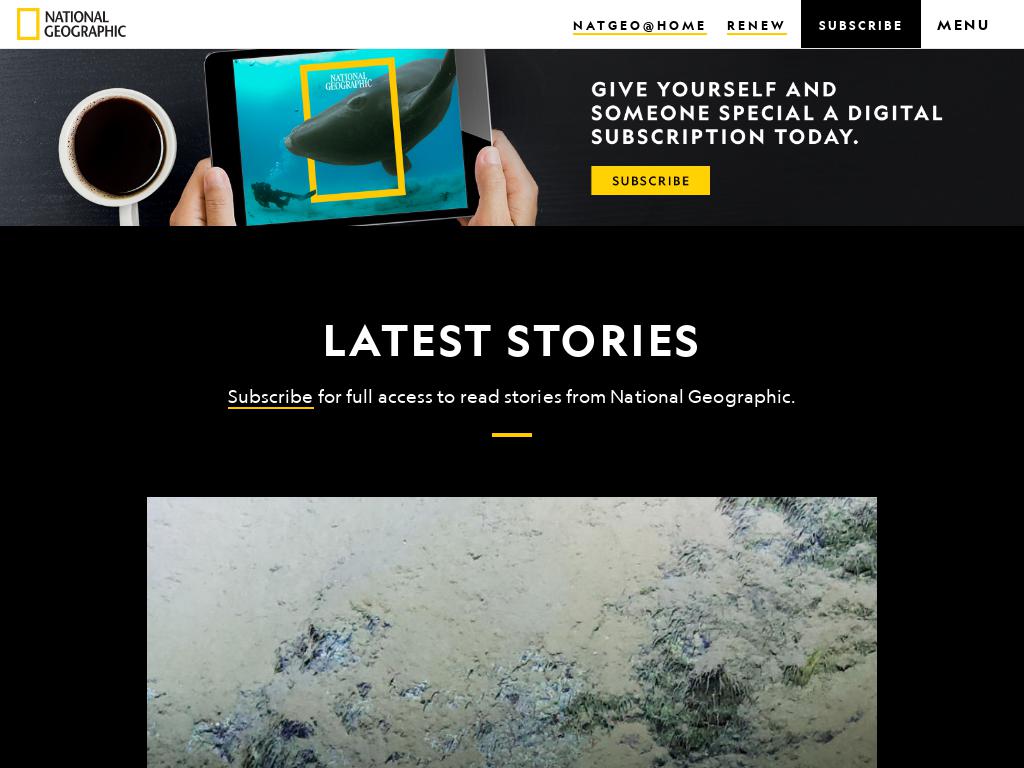 NATIONAL
GEOGRAPHIC
NATGEO@HOME
RENEW
SUBSCRIBE
MENU
NATIONAL
GEOGRAPHIC
GIVE YOURSELF AND
SOMEONE SPECIAL A DIGITAL
SUBSCRIPTION TODAY.
SUBSCRIBE
LATEST STORIES
Subscribe for full access to read stories from National Geographic.